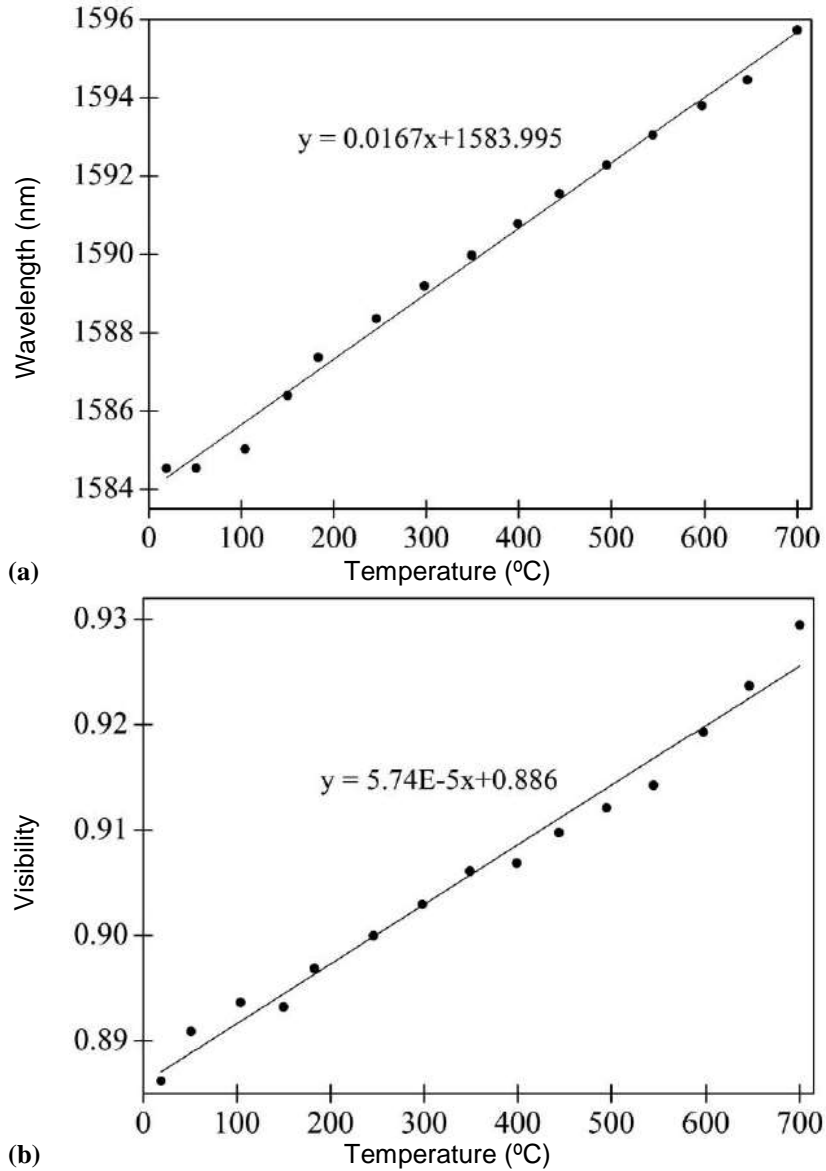 1596
1594
1592
1590
1588
1586
1584
Wavelength (nm)
y = 0.0167x+1583.995
0 100 200 300 400 500 600 700
(a) Temperature (ºC)
0.93
0.92
0.91
0.90
0.89
Visibility
y = 5.74E-5x+0.886
0 100 200 300 400 500 600 700
(b) Temperature (ºC)